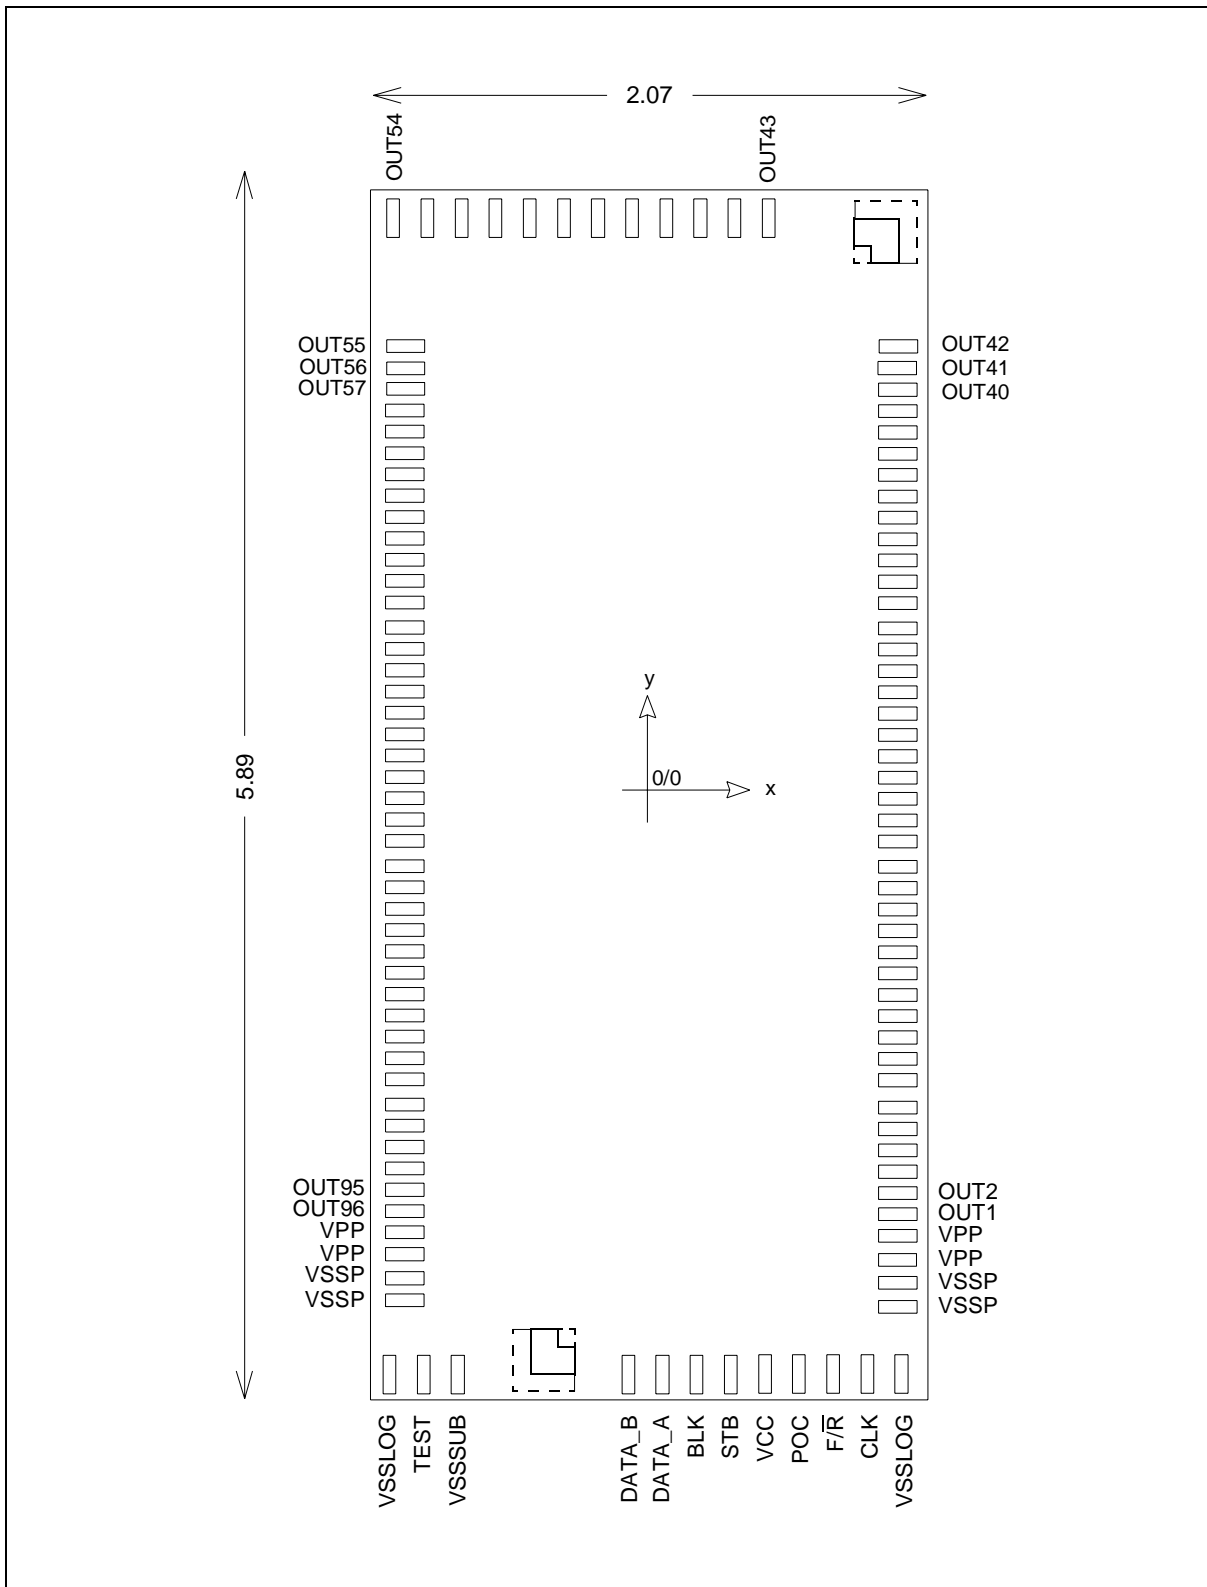 2.07
OUT54
OUT43
OUT55
OUT42
OUT56
OUT41
OUT57
OUT40
y
0/0
x
5.89
OUT95
OUT2
OUT96
OUT1
VPP
VPP
VPP
VPP
VSSP
VSSP
VSSP
VSSP
VSSLOG
TEST
VSSSUB
DATA_B
DATA_A
BLK
STB
VCC
POC
F/R̅
CLK
VSSLOG